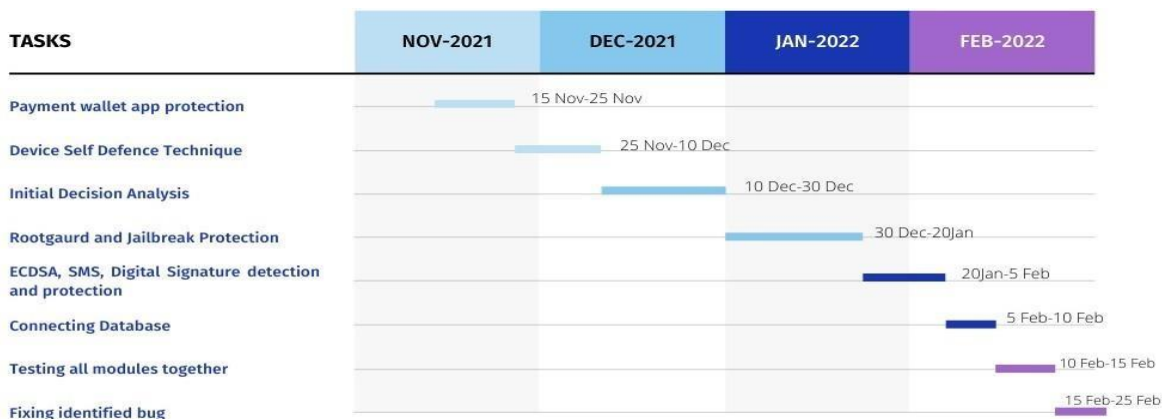 TASKS NOV-2021 DEC-2021 JAN-2022 FEB-2022
Payment wallet app protection 15 Nov-25 Nov
Device Self Defence Technique 25 Nov-10 Dec
Initial Decision Analysis 10 Dec-30 Dec
Rootgaurd and Jailbreak Protection 30 Dec-20Jan
ECDSA, SMS, Digital Signature detection 20Jan-5 Feb
and protection
Connecting Database 5 Feb-10 Feb
Testing all modules together 10 Feb-15 Feb
Fixing identified bug 15 Feb-25 Feb